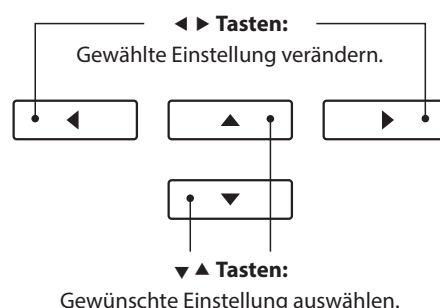 ◀ ▶ Tasten:
Gewählte Einstellung verändern.
▼ ▲ Tasten:
Gewünschte Einstellung auswählen.